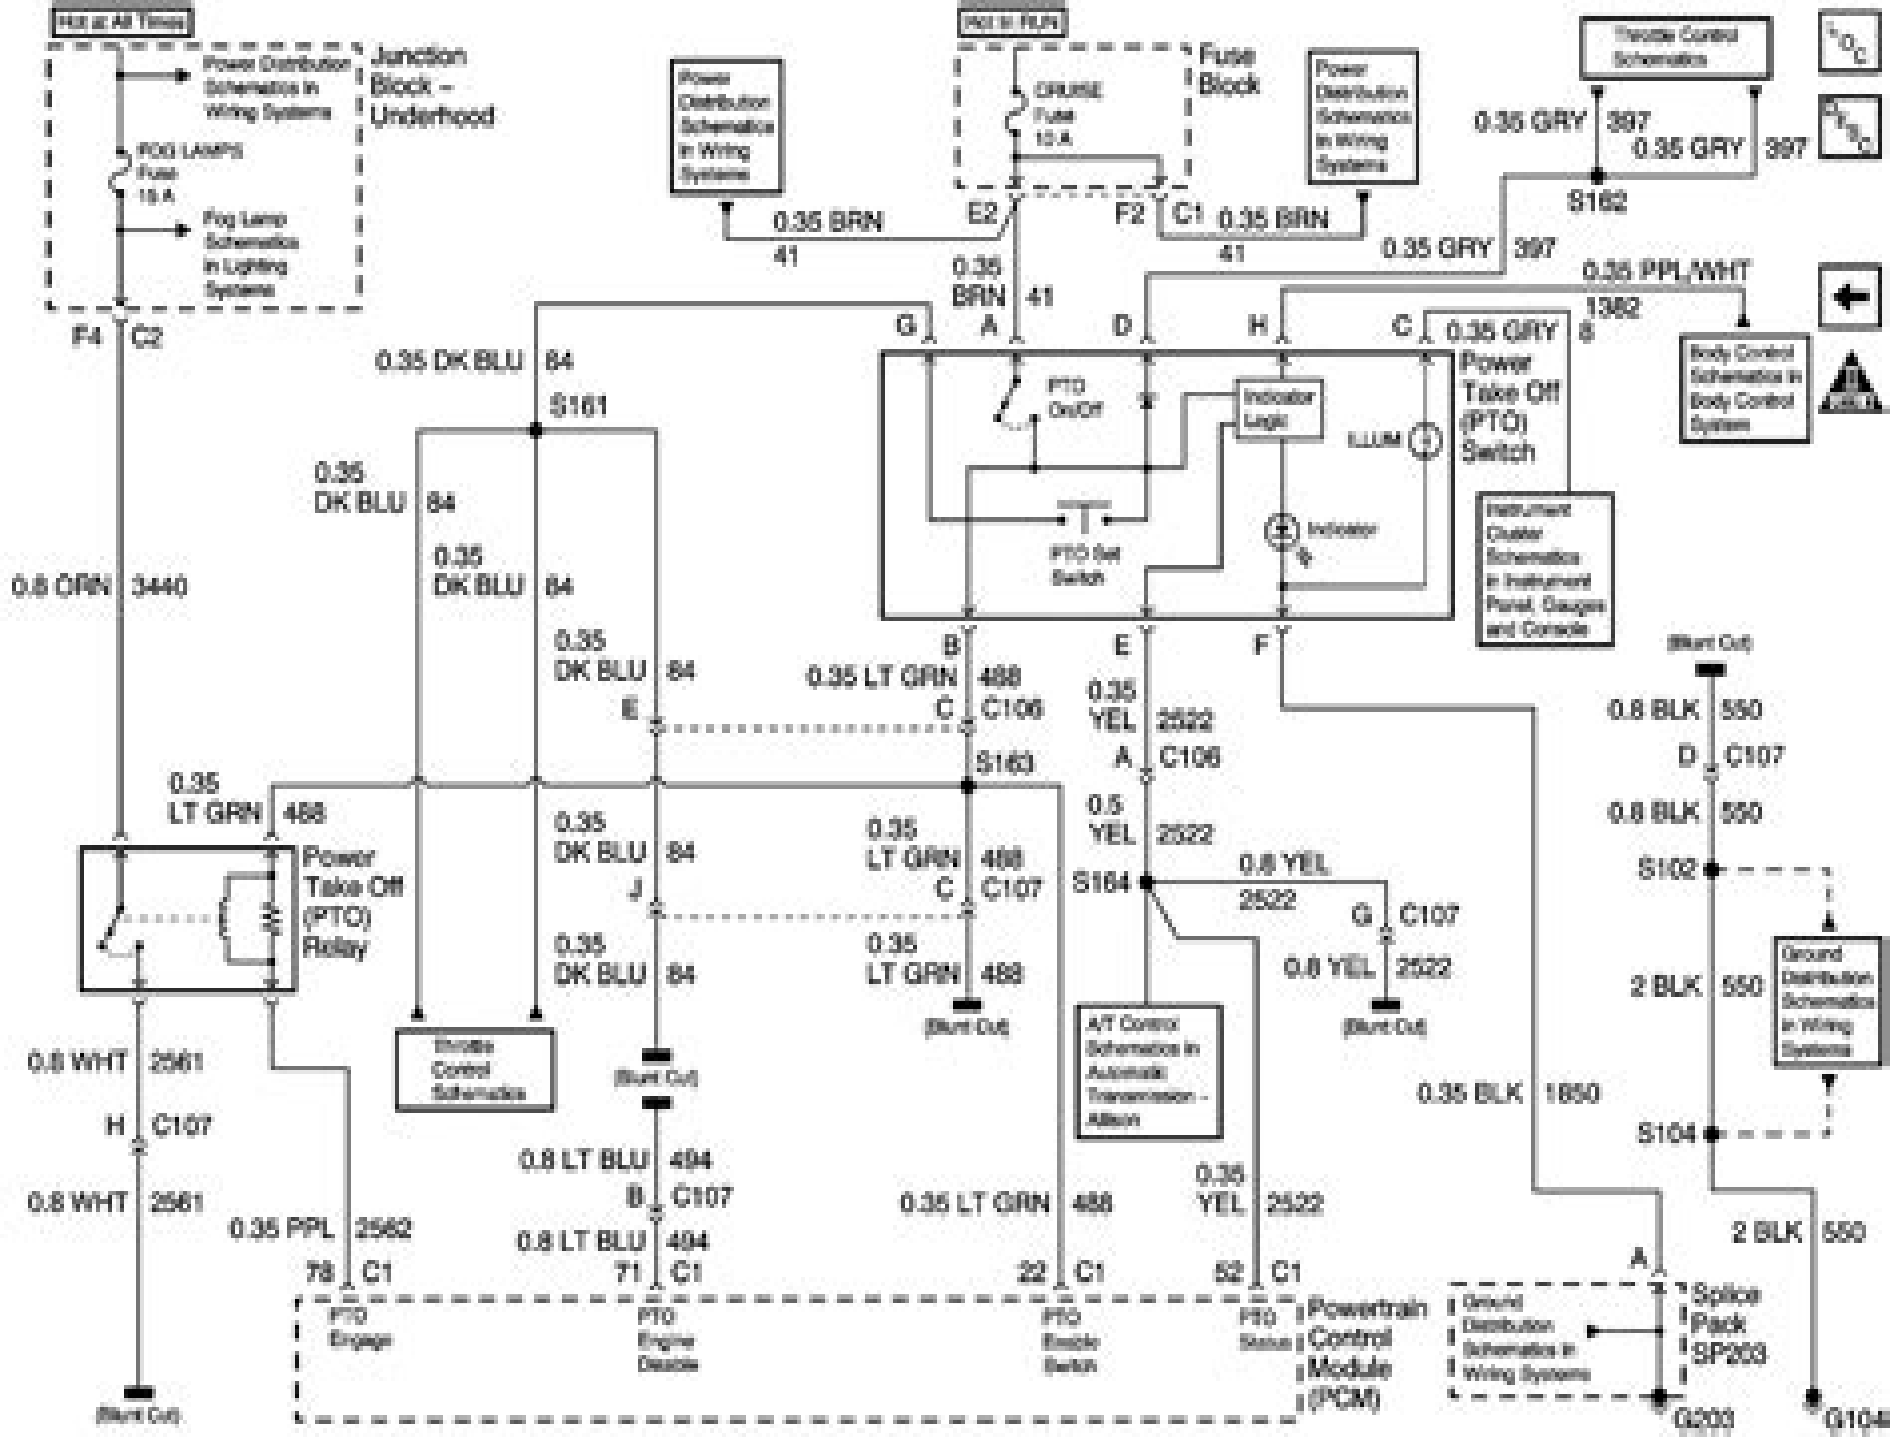 Hot at All Times
Power Distribution
Schematics in
Wiring Systems
Junction
Block –
Underhood
FOG LAMPS
Fuse
15 A
Fog Lamp
Schematics
in Lighting
Systems
F4 C2
Power
Distribution
Schematics
in Wiring
Systems
Hot in RUN
CRUISE
Fuse
10 A
Fuse
Block
Power
Distribution
Schematics
in Wiring
Systems
Throttle Control
Schematics
LOC
DESC
0.35 GRY 397
0.35 GRY 397
S162
E2
F2 C1
0.35 BRN
41
0.35 BRN
41
0.35 GRY 397
0.35
BRN 41
0.35 PPL/WHT
1382
G A D H C
0.35 GRY 8
0.35 DK BLU 84
S161
0.35
DK BLU 84
0.35
DK BLU 84
PTO
On/Off
Indicator
Logic
ILLUM
Power
Take Off
(PTO)
Switch
Body Control
Schematics in
Body Control
System
PTO Set
Switch
Indicator
Instrument
Cluster
Schematics
in Instrument
Panel, Gauges
and Console
0.8 ORN 3440
0.35
DK BLU 84
E
B E F
0.35 LT GRN 488
C C106
0.35
YEL 2522
A C106
(Blunt Cut)
0.8 BLK 550
D C107
0.8 BLK 550
S163
0.35
LT GRN 488
0.35
DK BLU 84
J
0.35
LT GRN 488
C C107
0.5
YEL 2522
S164
0.8 YEL
2522
G C107
0.8 YEL 2522
(Blunt Cut)
S102
Power
Take Off
(PTO)
Relay
0.35
DK BLU 84
0.35
LT GRN 488
(Blunt Cut)
2 BLK 550
Ground
Distribution
Schematics
in Wiring
Systems
0.8 WHT 2561
H C107
0.8 WHT 2561
(Blunt Cut)
Throttle
Control
Schematics
(Blunt Cut)
A/T Control
Schematics in
Automatic
Transmission –
Allison
0.35 BLK 1850
S104
0.35 PPL 2562
78 C1
0.8 LT BLU 494
B C107
0.8 LT BLU 494
71 C1
0.35 LT GRN 488
22 C1
0.35
YEL 2522
52 C1
2 BLK 550
A
PTO
Engage
PTO
Engine
Disable
PTO
Enable
Switch
PTO
Status
Powertrain
Control
Module
(PCM)
Ground
Distribution
Schematics in
Wiring Systems
Splice
Pack
SP203
G203
G104